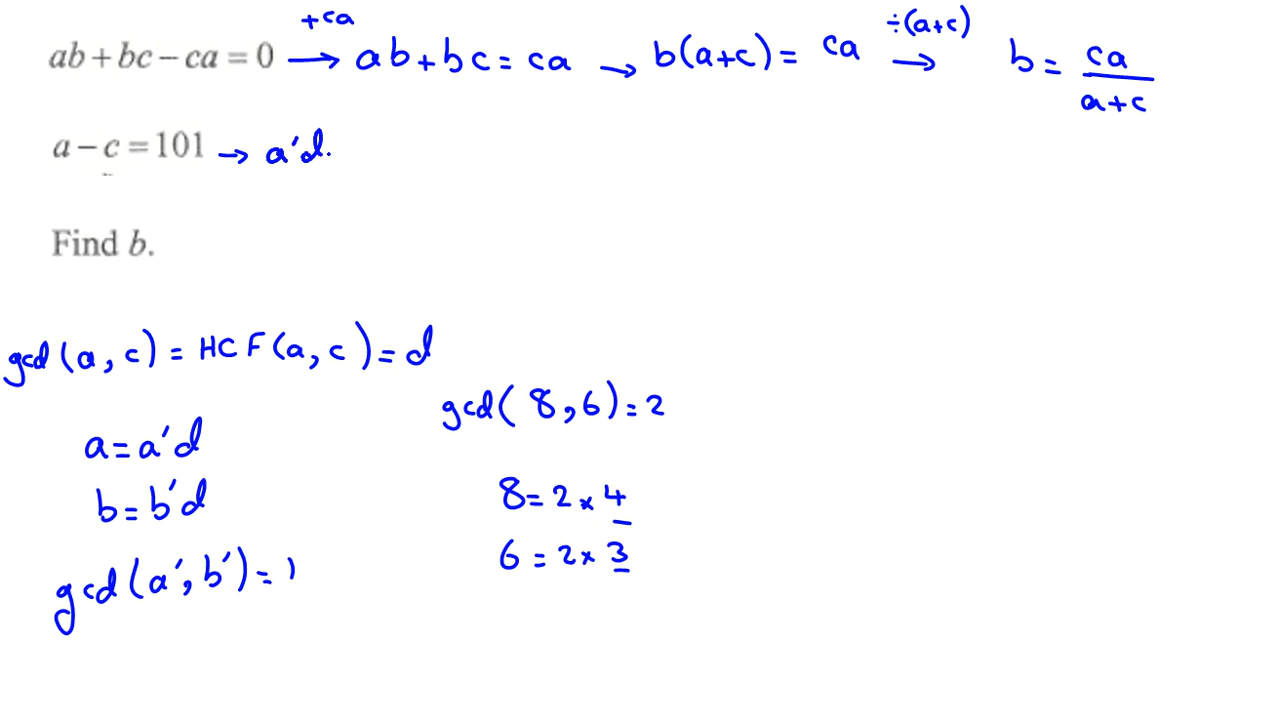 ab + bc − ca = 0 +ca → ab + bc = ca → b(a+c) = ca ÷(a+c) → b = ca/a+c
a − c = 101 → a'd.
Find b.
gcd(a, c) = HCF(a, c) = d
gcd(8, 6) = 2
a = a'd
b = b'd
8 = 2 × 4
6 = 2 × 3
gcd(a', b') = 1